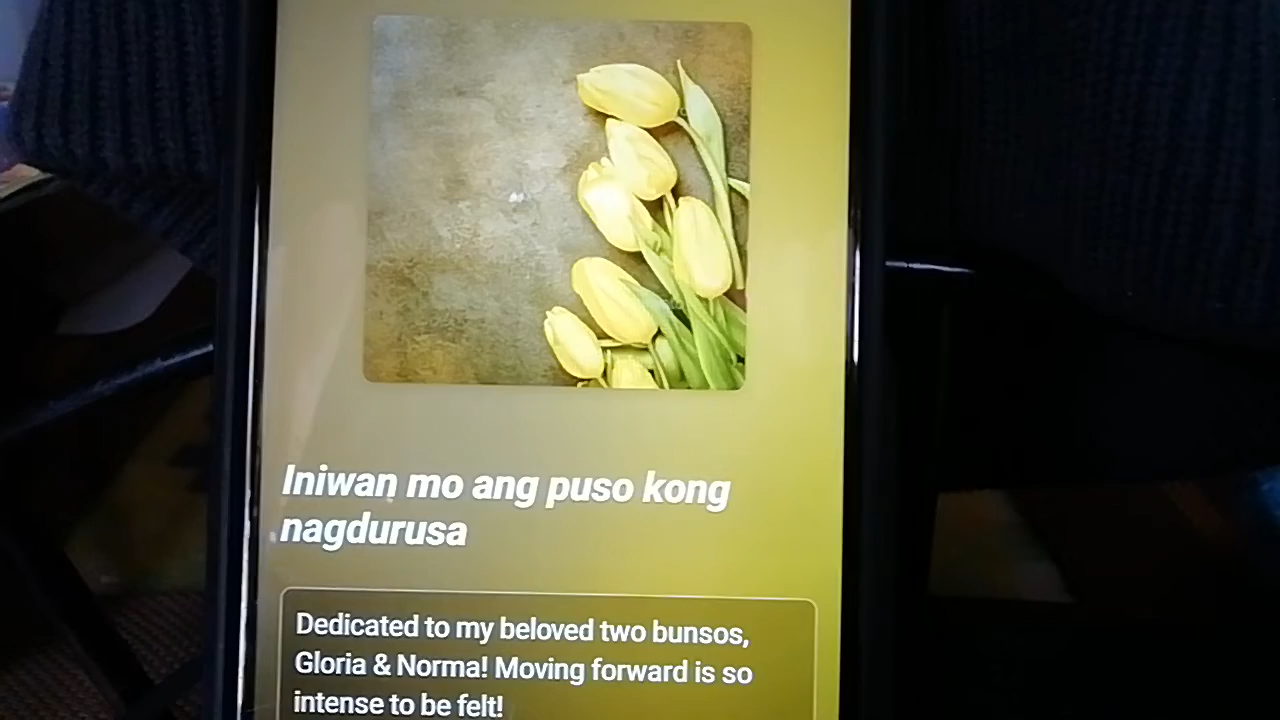 Iniwan mo ang puso kong
nagdurusa
Dedicated to my beloved two bunsos,
Gloria & Norma! Moving forward is so
intense to be felt!